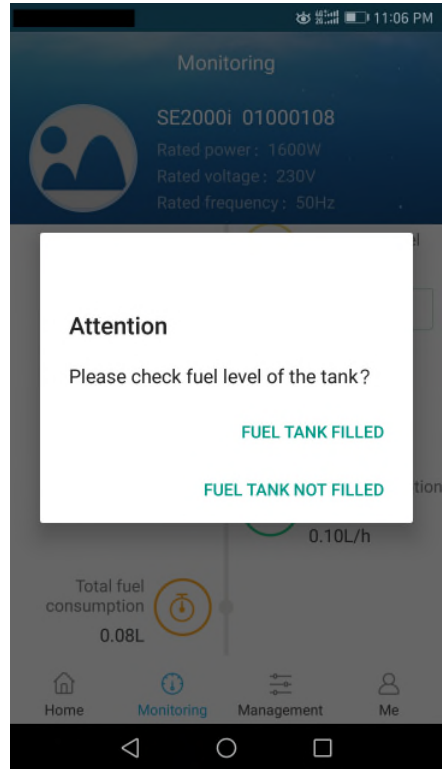 11:06 PM
Monitoring
SE2000i 01000108
Rated power: 1600W
Rated voltage: 230V
Rated frequency: 50Hz
Attention
Please check fuel level of the tank?
FUEL TANK FILLED
FUEL TANK NOT FILLED
0.10L/h
Total fuel
consumption
0.08L
Home Monitoring Management Me